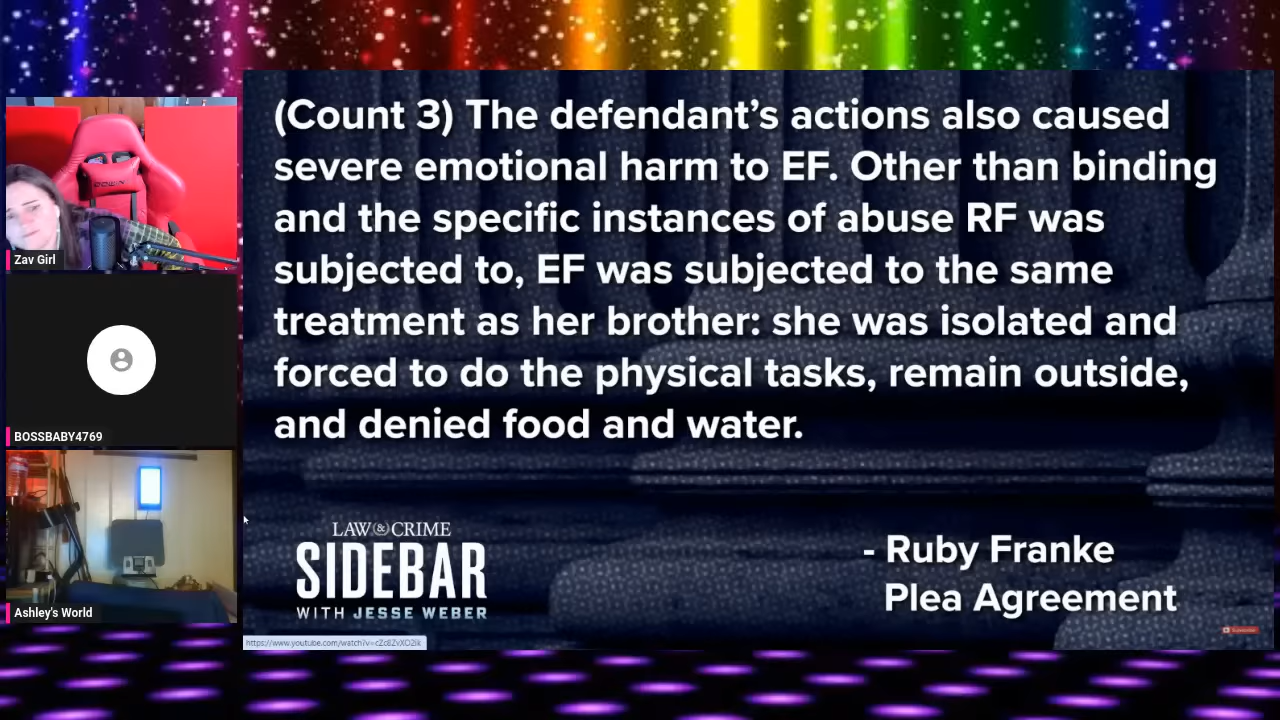 (Count 3) The defendant's actions also caused
severe emotional harm to EF. Other than binding
and the specific instances of abuse RF was
subjected to, EF was subjected to the same
treatment as her brother: she was isolated and
forced to do the physical tasks, remain outside,
and denied food and water.
LAW & CRIME
SIDEBAR
WITH JESSE WEBER
- Ruby Franke
Plea Agreement
Zav Girl
BOSSBABY4769
Ashley's World
Subscribe